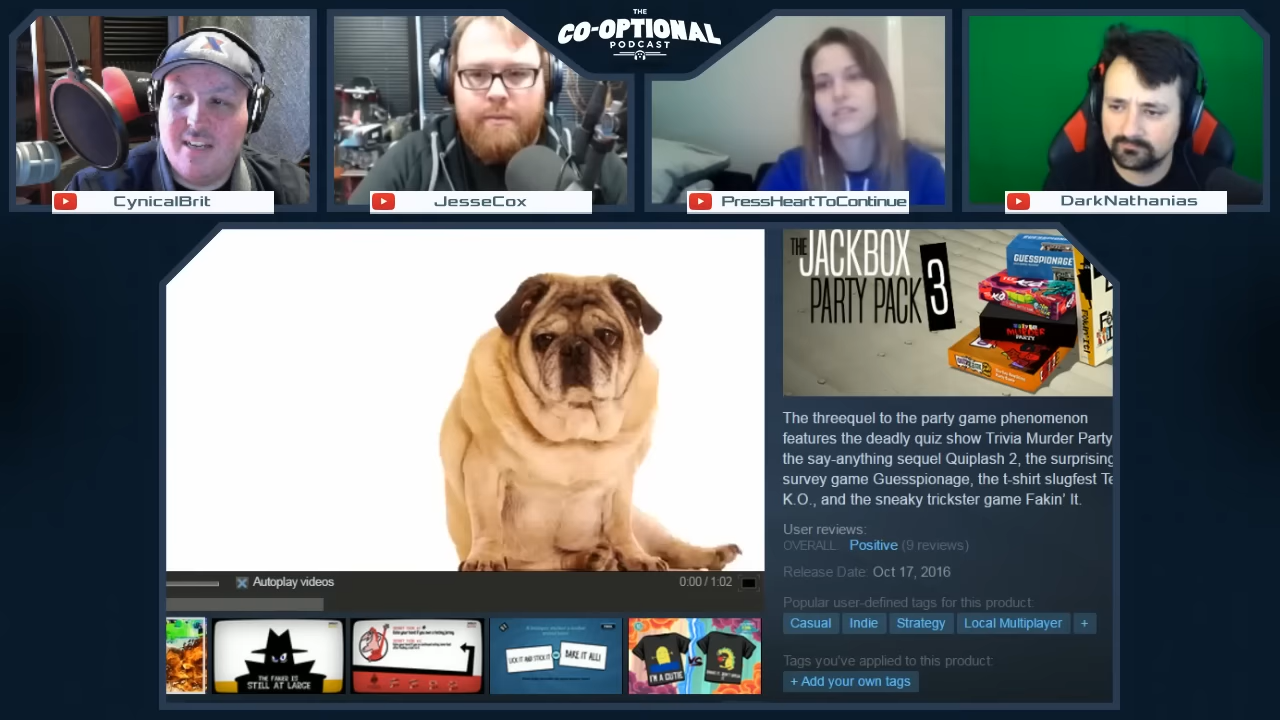 THE
CO-OPTIONAL
PODCAST
CynicalBrit
JesseCox
PressHeartToContinue
DarkNathanias
THE
JACKBOX
PARTY PACK 3
GUESSPIONAGE
MURDER
PARTY
The threequel to the party game phenomenon
features the deadly quiz show Trivia Murder Party
the say-anything sequel Quiplash 2, the surprising
survey game Guesspionage, the t-shirt slugfest Te
K.O., and the sneaky trickster game Fakin' It.
User reviews:
OVERALL: Positive (9 reviews)
Release Date: Oct 17, 2016
Popular user-defined tags for this product:
Casual Indie Strategy Local Multiplayer +
Tags you've applied to this product:
+ Add your own tags
Autoplay videos 0:00 / 1:02
THE FAKER IS
STILL AT LARGE
LICK IT AND STICK IT
BAKE IT ALL!
I'M A CUTIE
VS